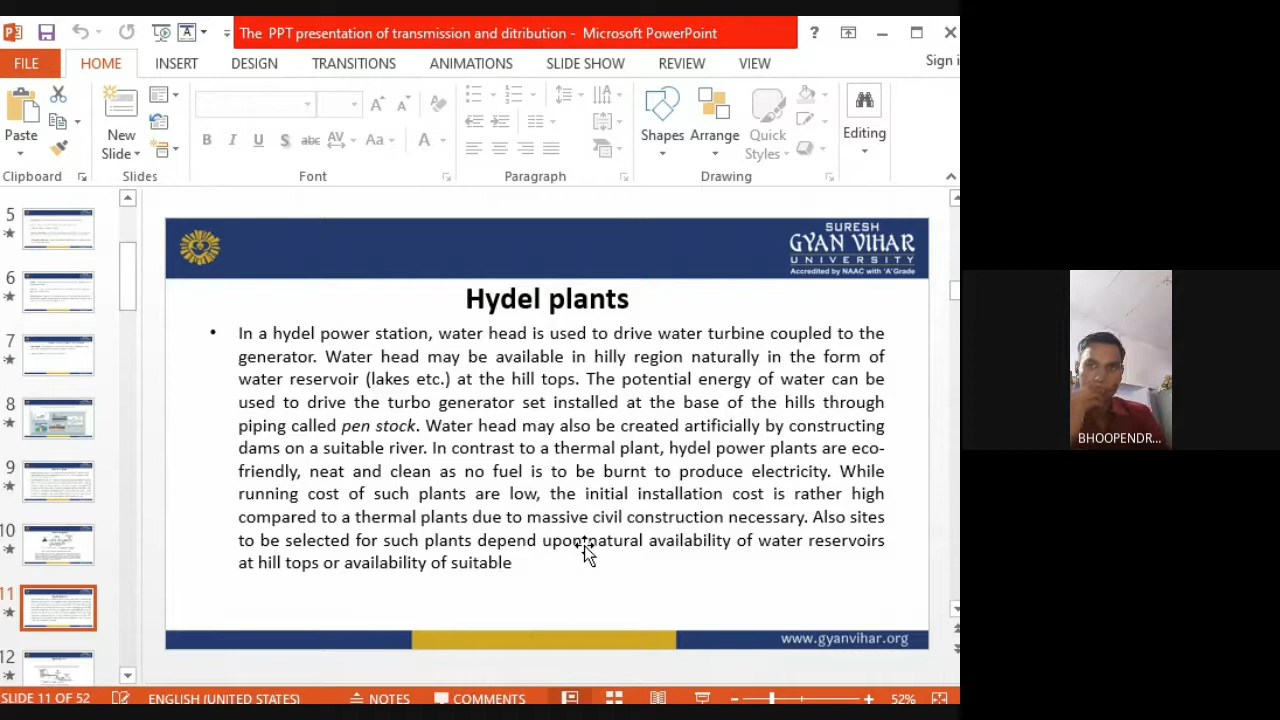 The PPT presentation of transmission and ditribution - Microsoft PowerPoint
FILE HOME INSERT DESIGN TRANSITIONS ANIMATIONS SLIDE SHOW REVIEW VIEW Sign i
Paste
New
Slide
Shapes
Arrange
Quick
Styles
Editing
Clipboard
Slides
Font
Paragraph
Drawing
5
6
7
8
9
10
11
12
SURESH
GYAN VIHAR
UNIVERSITY
Accredited by NAAC with 'A' Grade
Hydel plants
• In a hydel power station, water head is used to drive water turbine coupled to the
generator. Water head may be available in hilly region naturally in the form of
water reservoir (lakes etc.) at the hill tops. The potential energy of water can be
used to drive the turbo generator set installed at the base of the hills through
piping called pen stock. Water head may also be created artificially by constructing
dams on a suitable river. In contrast to a thermal plant, hydel power plants are eco-
friendly, neat and clean as no fuel is to be burnt to produce electricity. While
running cost of such plants are low, the initial installation cost is rather high
compared to a thermal plants due to massive civil construction necessary. Also sites
to be selected for such plants depend upon natural availability of water reservoirs
at hill tops or availability of suitable
www.gyanvihar.org
BHOOPENDR...
SLIDE 11 OF 52 ENGLISH (UNITED STATES) NOTES COMMENTS 52%